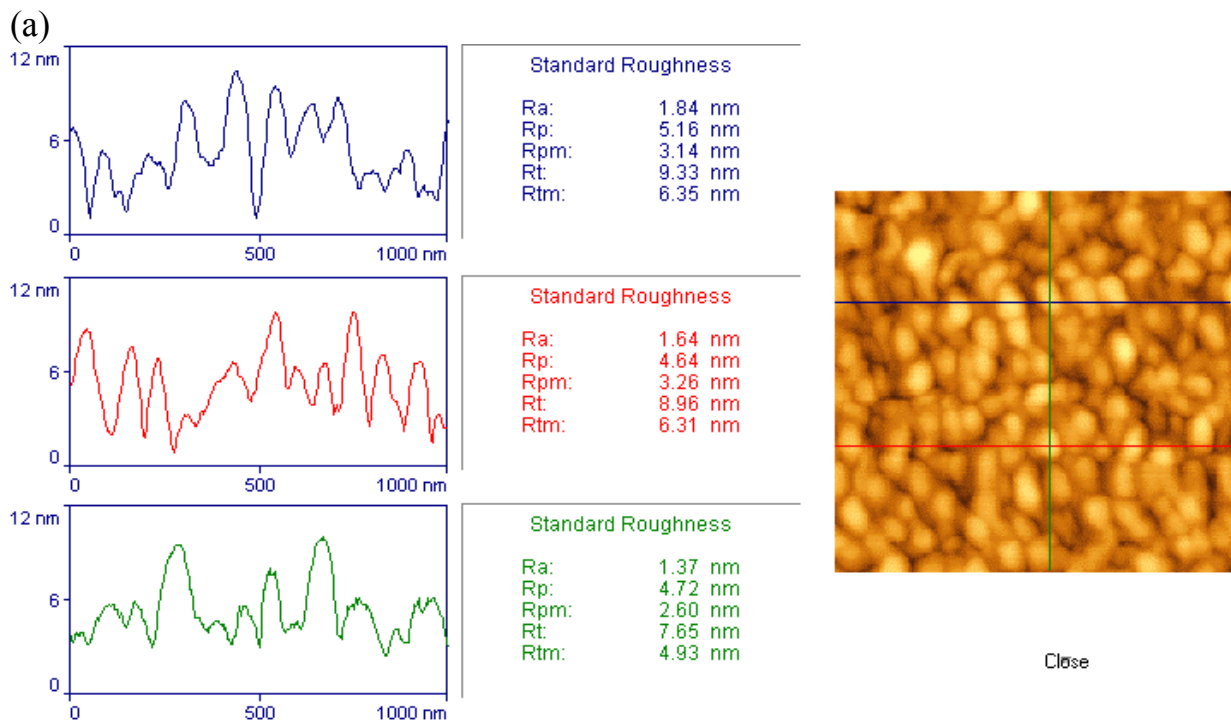 (a)
12 nm
6
0
0 500 1000 nm
Standard Roughness
Ra: 1.84 nm
Rp: 5.16 nm
Rpm: 3.14 nm
Rt: 9.33 nm
Rtm: 6.35 nm
12 nm
6
0
0 500 1000 nm
Standard Roughness
Ra: 1.64 nm
Rp: 4.64 nm
Rpm: 3.26 nm
Rt: 8.96 nm
Rtm: 6.31 nm
12 nm
6
0
0 500 1000 nm
Standard Roughness
Ra: 1.37 nm
Rp: 4.72 nm
Rpm: 2.60 nm
Rt: 7.65 nm
Rtm: 4.93 nm
Close